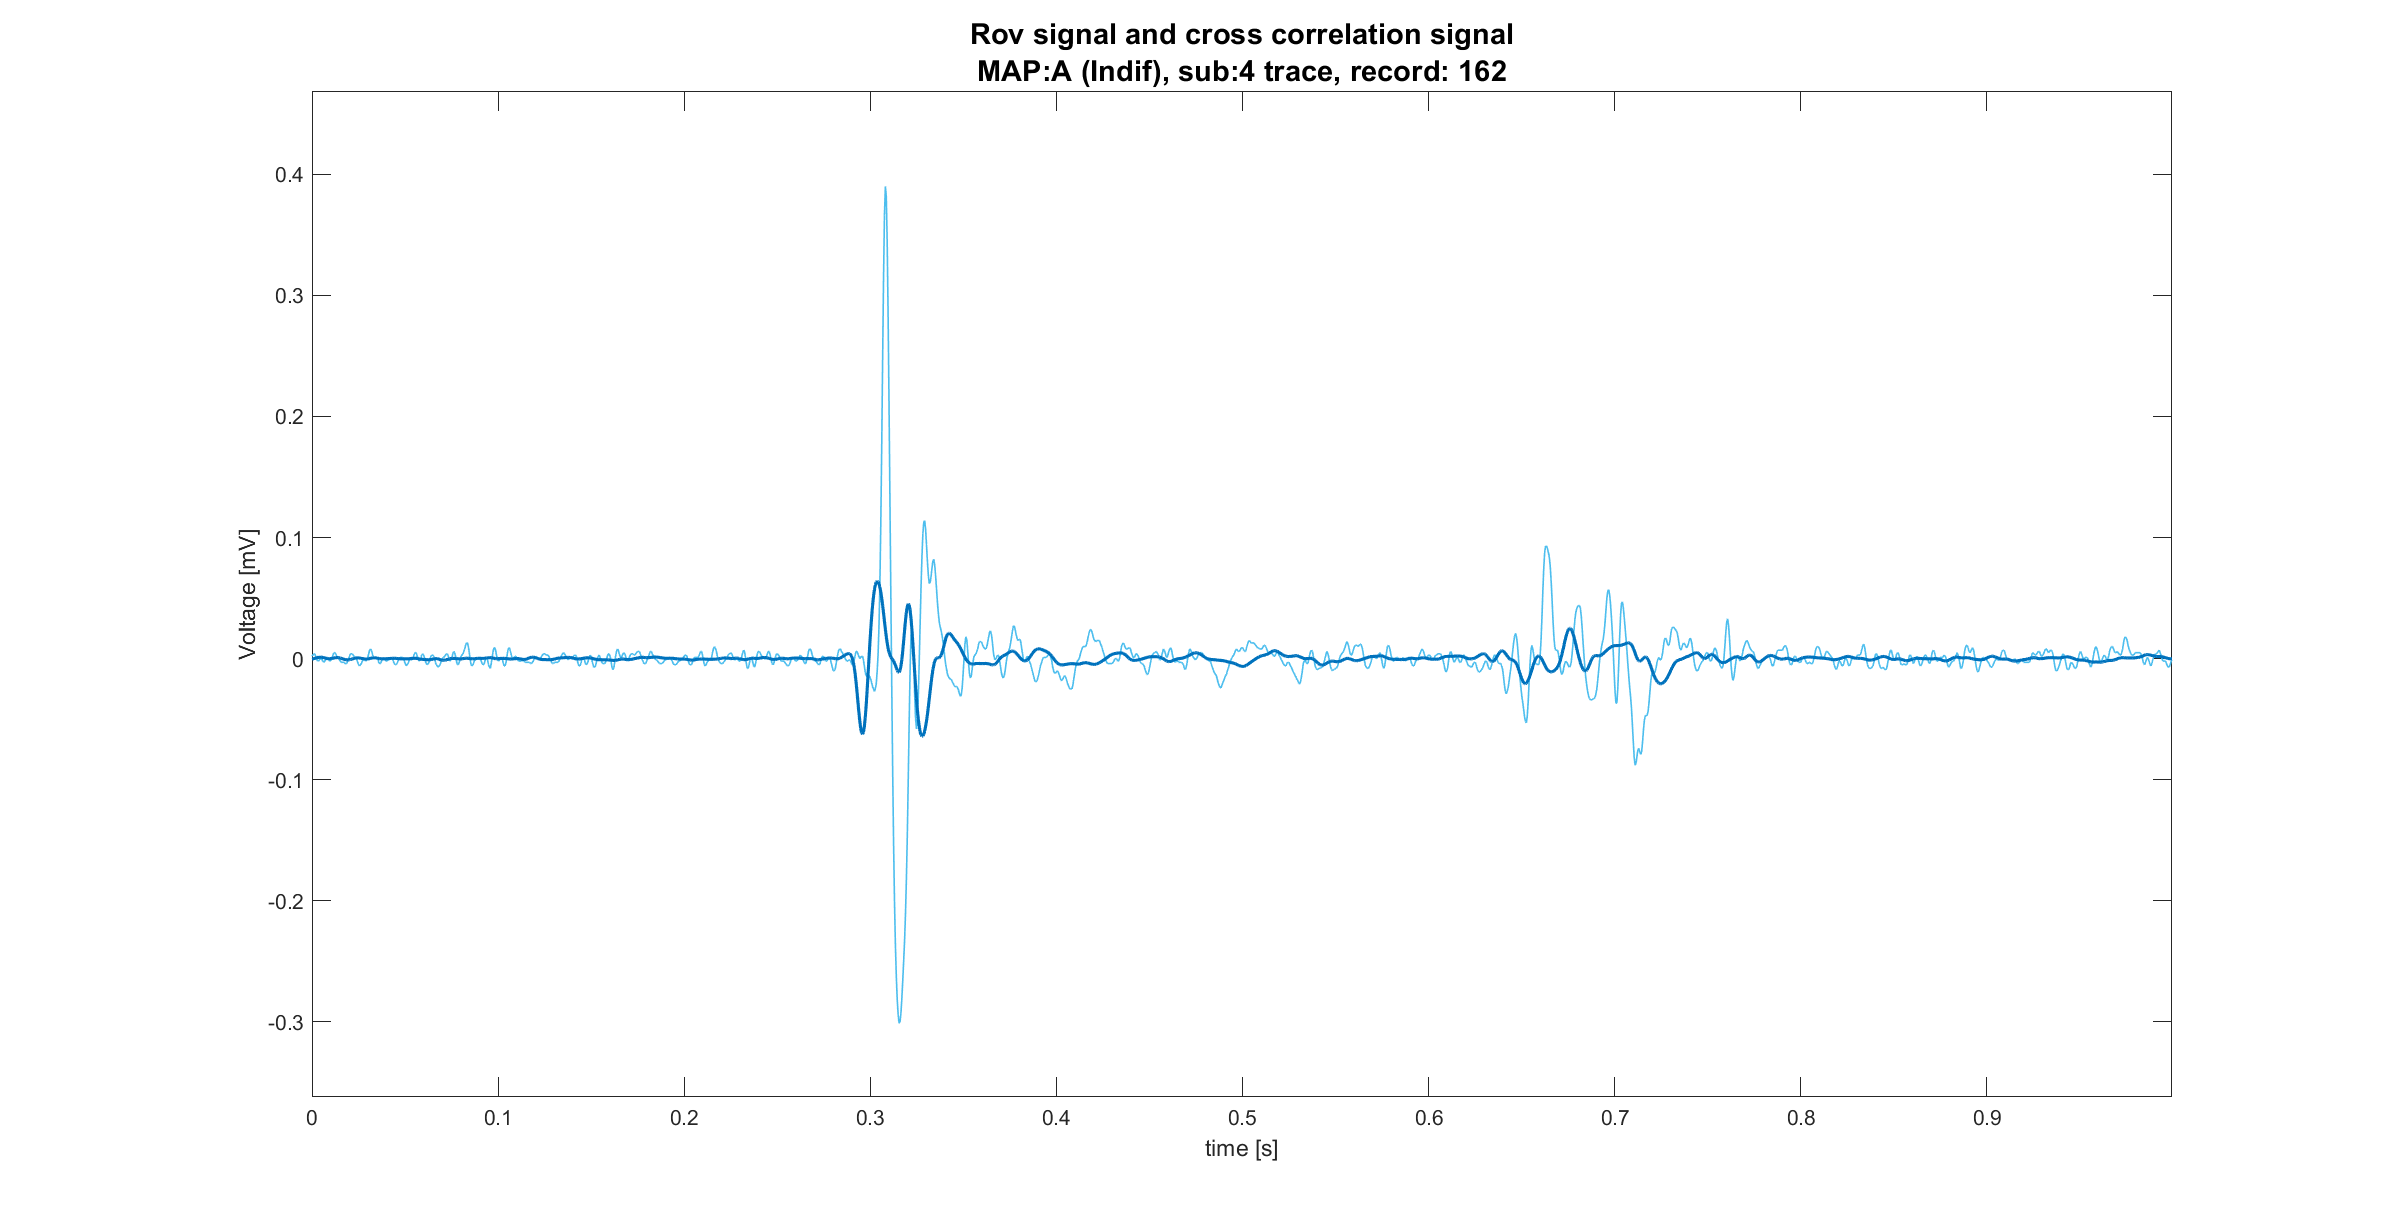 Rov signal and cross correlation signal
MAP:A (Indif), sub:4 trace, record: 162
Voltage [mV]
0.4
0.3
0.2
0.1
0
-0.1
-0.2
-0.3
0 0.1 0.2 0.3 0.4 0.5 0.6 0.7 0.8 0.9
time [s]